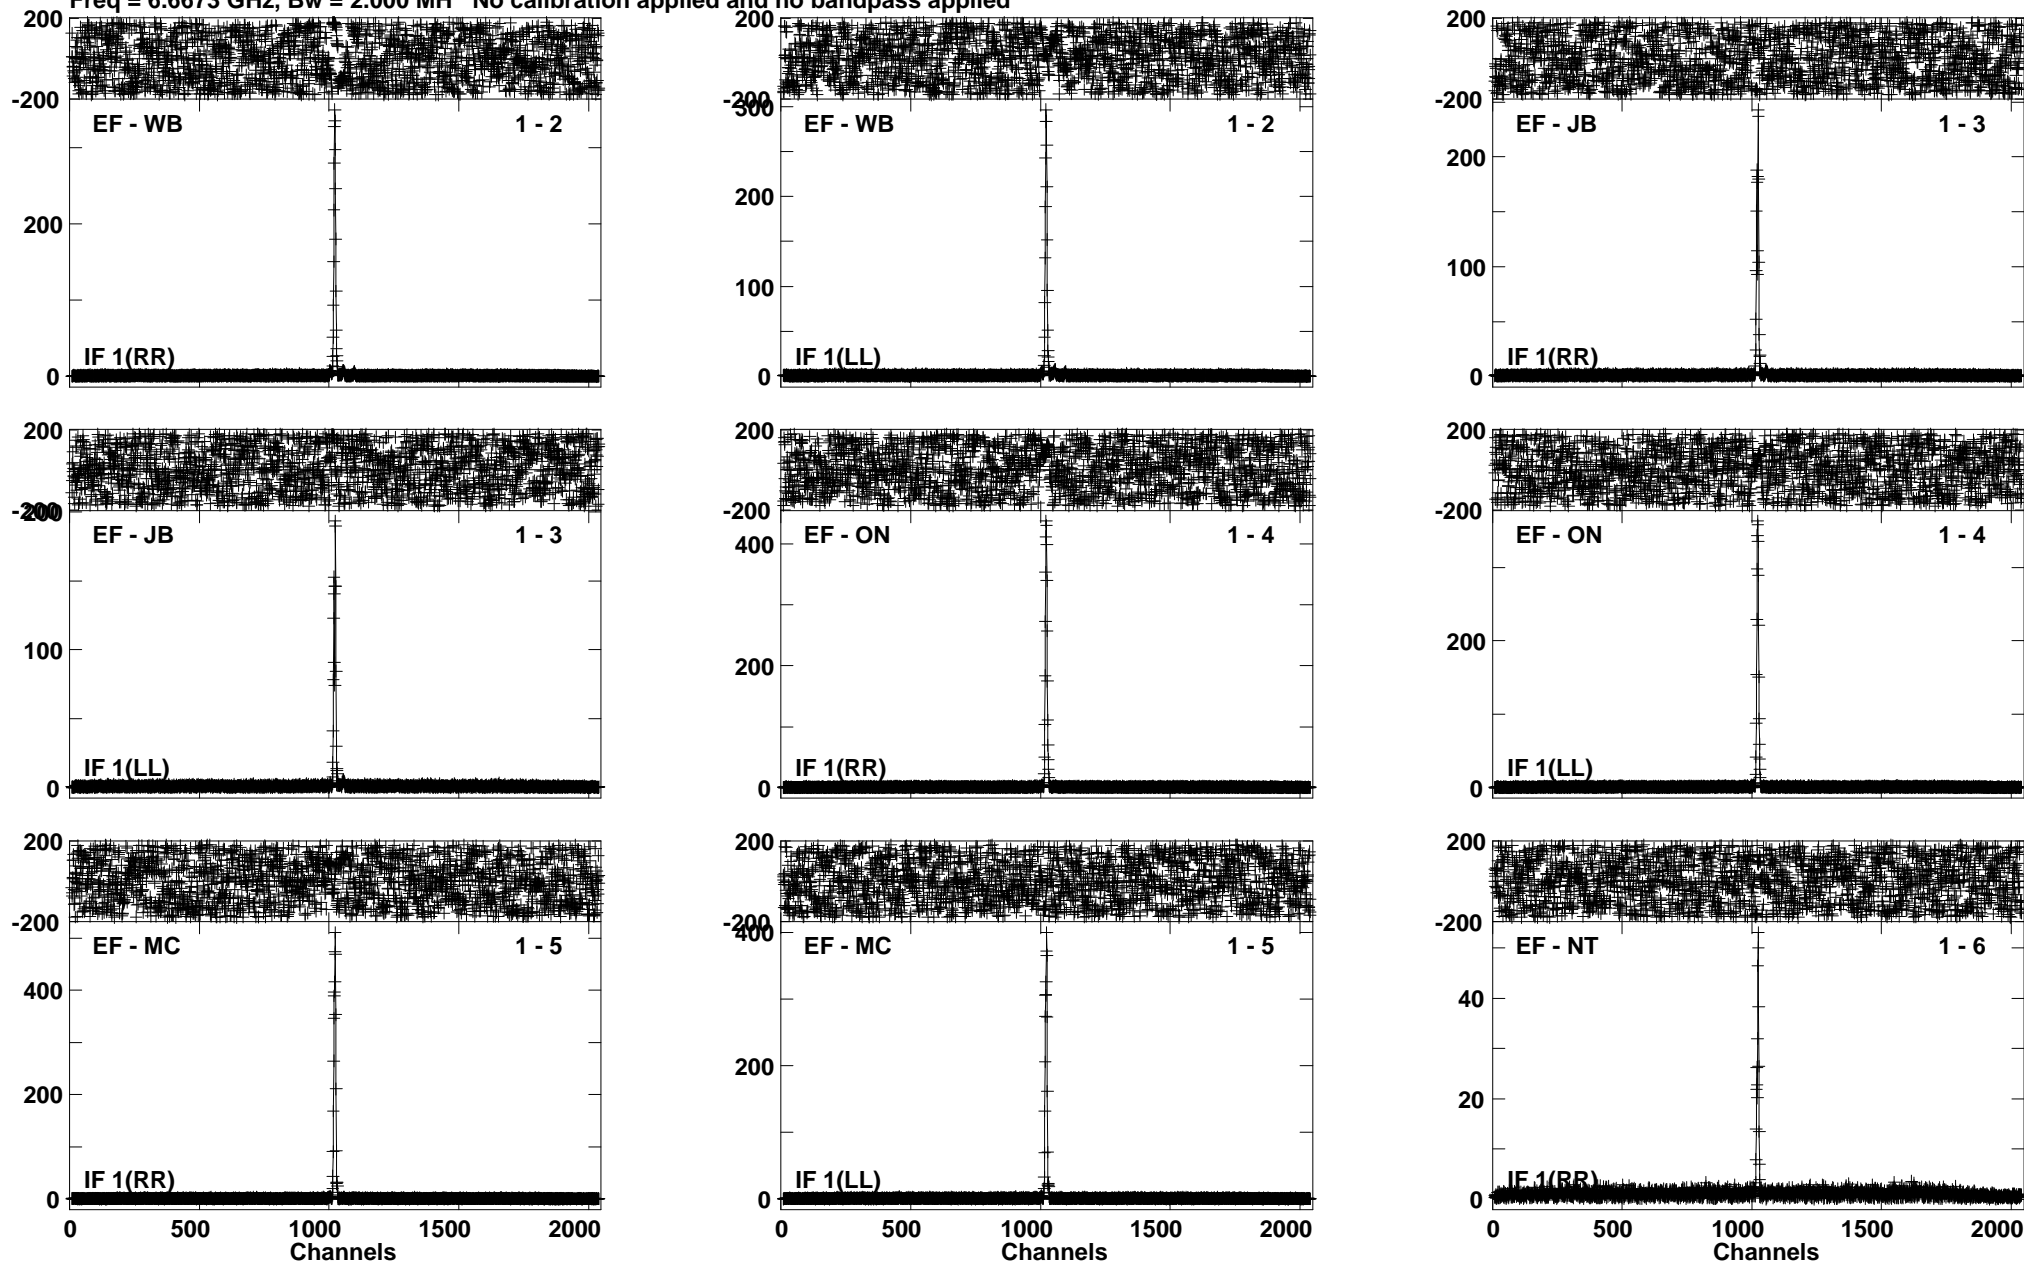 Freq = 6.6673 GHz, Bw = 2.000 MH No calibration applied and no bandpass applied
200 200 200
-200 -200 -200
300
EF - WB 1 - 2 EF - WB 1 - 2 EF - JB 1 - 3
200 200 200
100 100
IF 1(RR) IF 1(LL) IF 1(RR)
0 0 0
200 200 200
-200 -200 -200
200
EF - JB 1 - 3 EF - ON 1 - 4 EF - ON 1 - 4
400
100 200 200
IF 1(LL) IF 1(RR) IF 1(LL)
0 0 0
200 200 200
-200 -200 -200
400
EF - MC 1 - 5 EF - MC 1 - 5 EF - NT 1 - 6
400 40
200 200 20
IF 1(RR) IF 1(LL) IF 1(RR)
0 0 0
0 500 1000 1500 2000 0 500 1000 1500 2000 0 500 1000 1500 2000
Channels Channels Channels